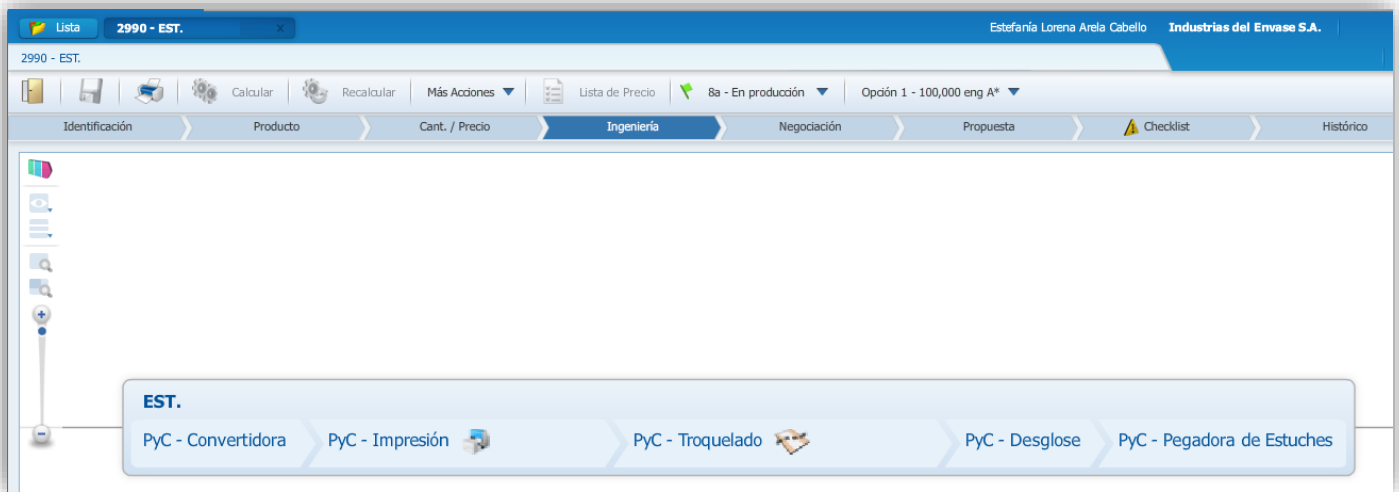 Lista 2990 - EST. x Estefanía Lorena Arela Cabello Industrias del Envase S.A.
2990 - EST.
Calcular Recalcular Más Acciones Lista de Precio 8a - En producción Opción 1 - 100,000 eng A*
Identificación Producto Cant. / Precio Ingeniería Negociación Propuesta Checklist Histórico
EST.
PyC - Convertidora PyC - Impresión PyC - Troquelado PyC - Desglose PyC - Pegadora de Estuches